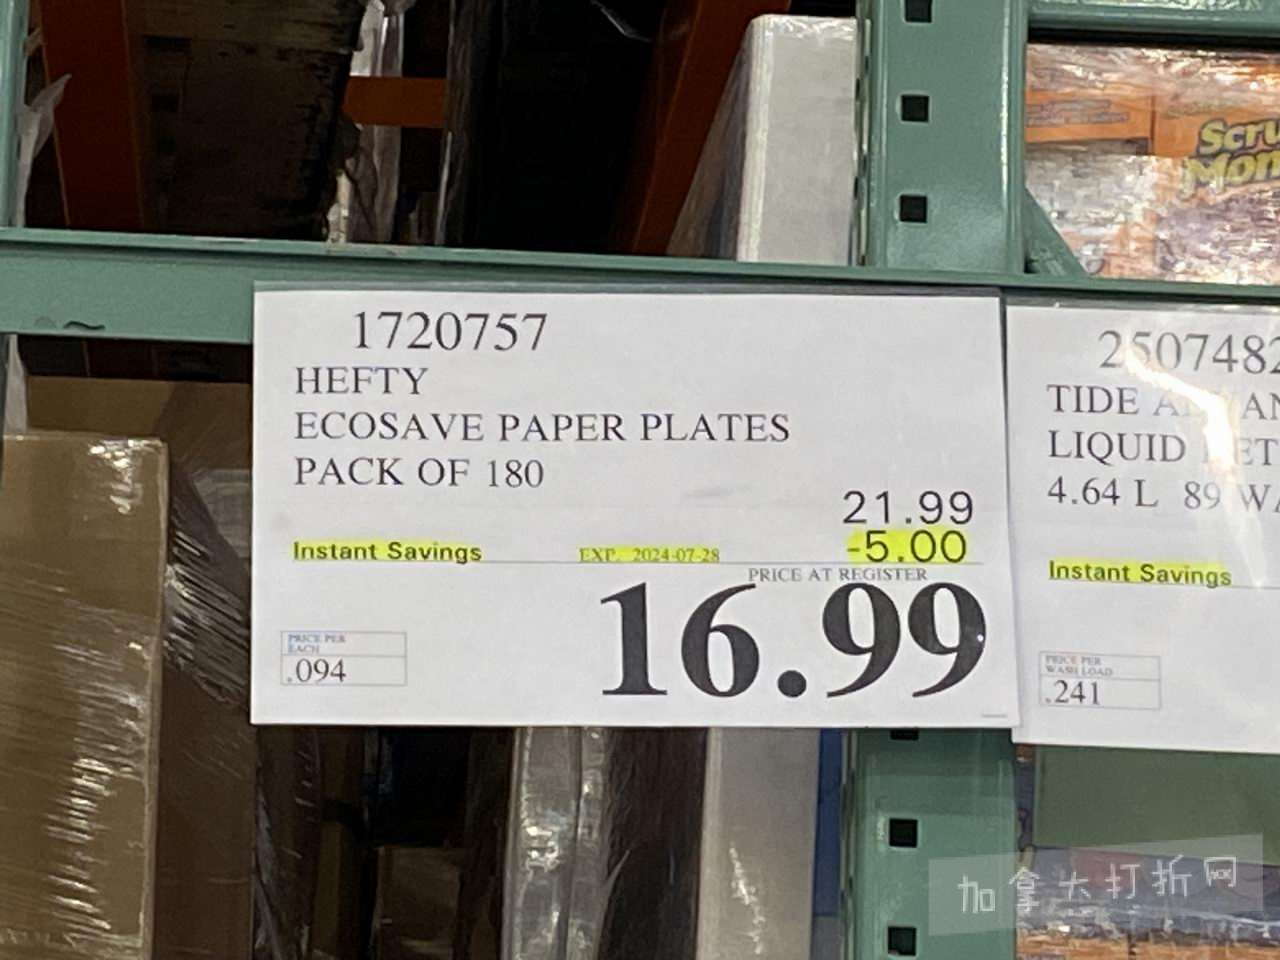 Scru
Mon
1720757
HEFTY
ECOSAVE PAPER PLATES
PACK OF 180
21.99
Instant Savings EXP. 2024-07-28 -5.00
PRICE AT REGISTER
16.99
PRICE PER
EACH
.094
250748
TIDE
LIQUID
4.64 L 89
Instant Savings
PRICE PER
WASH LOAD
.241
加拿大打折网